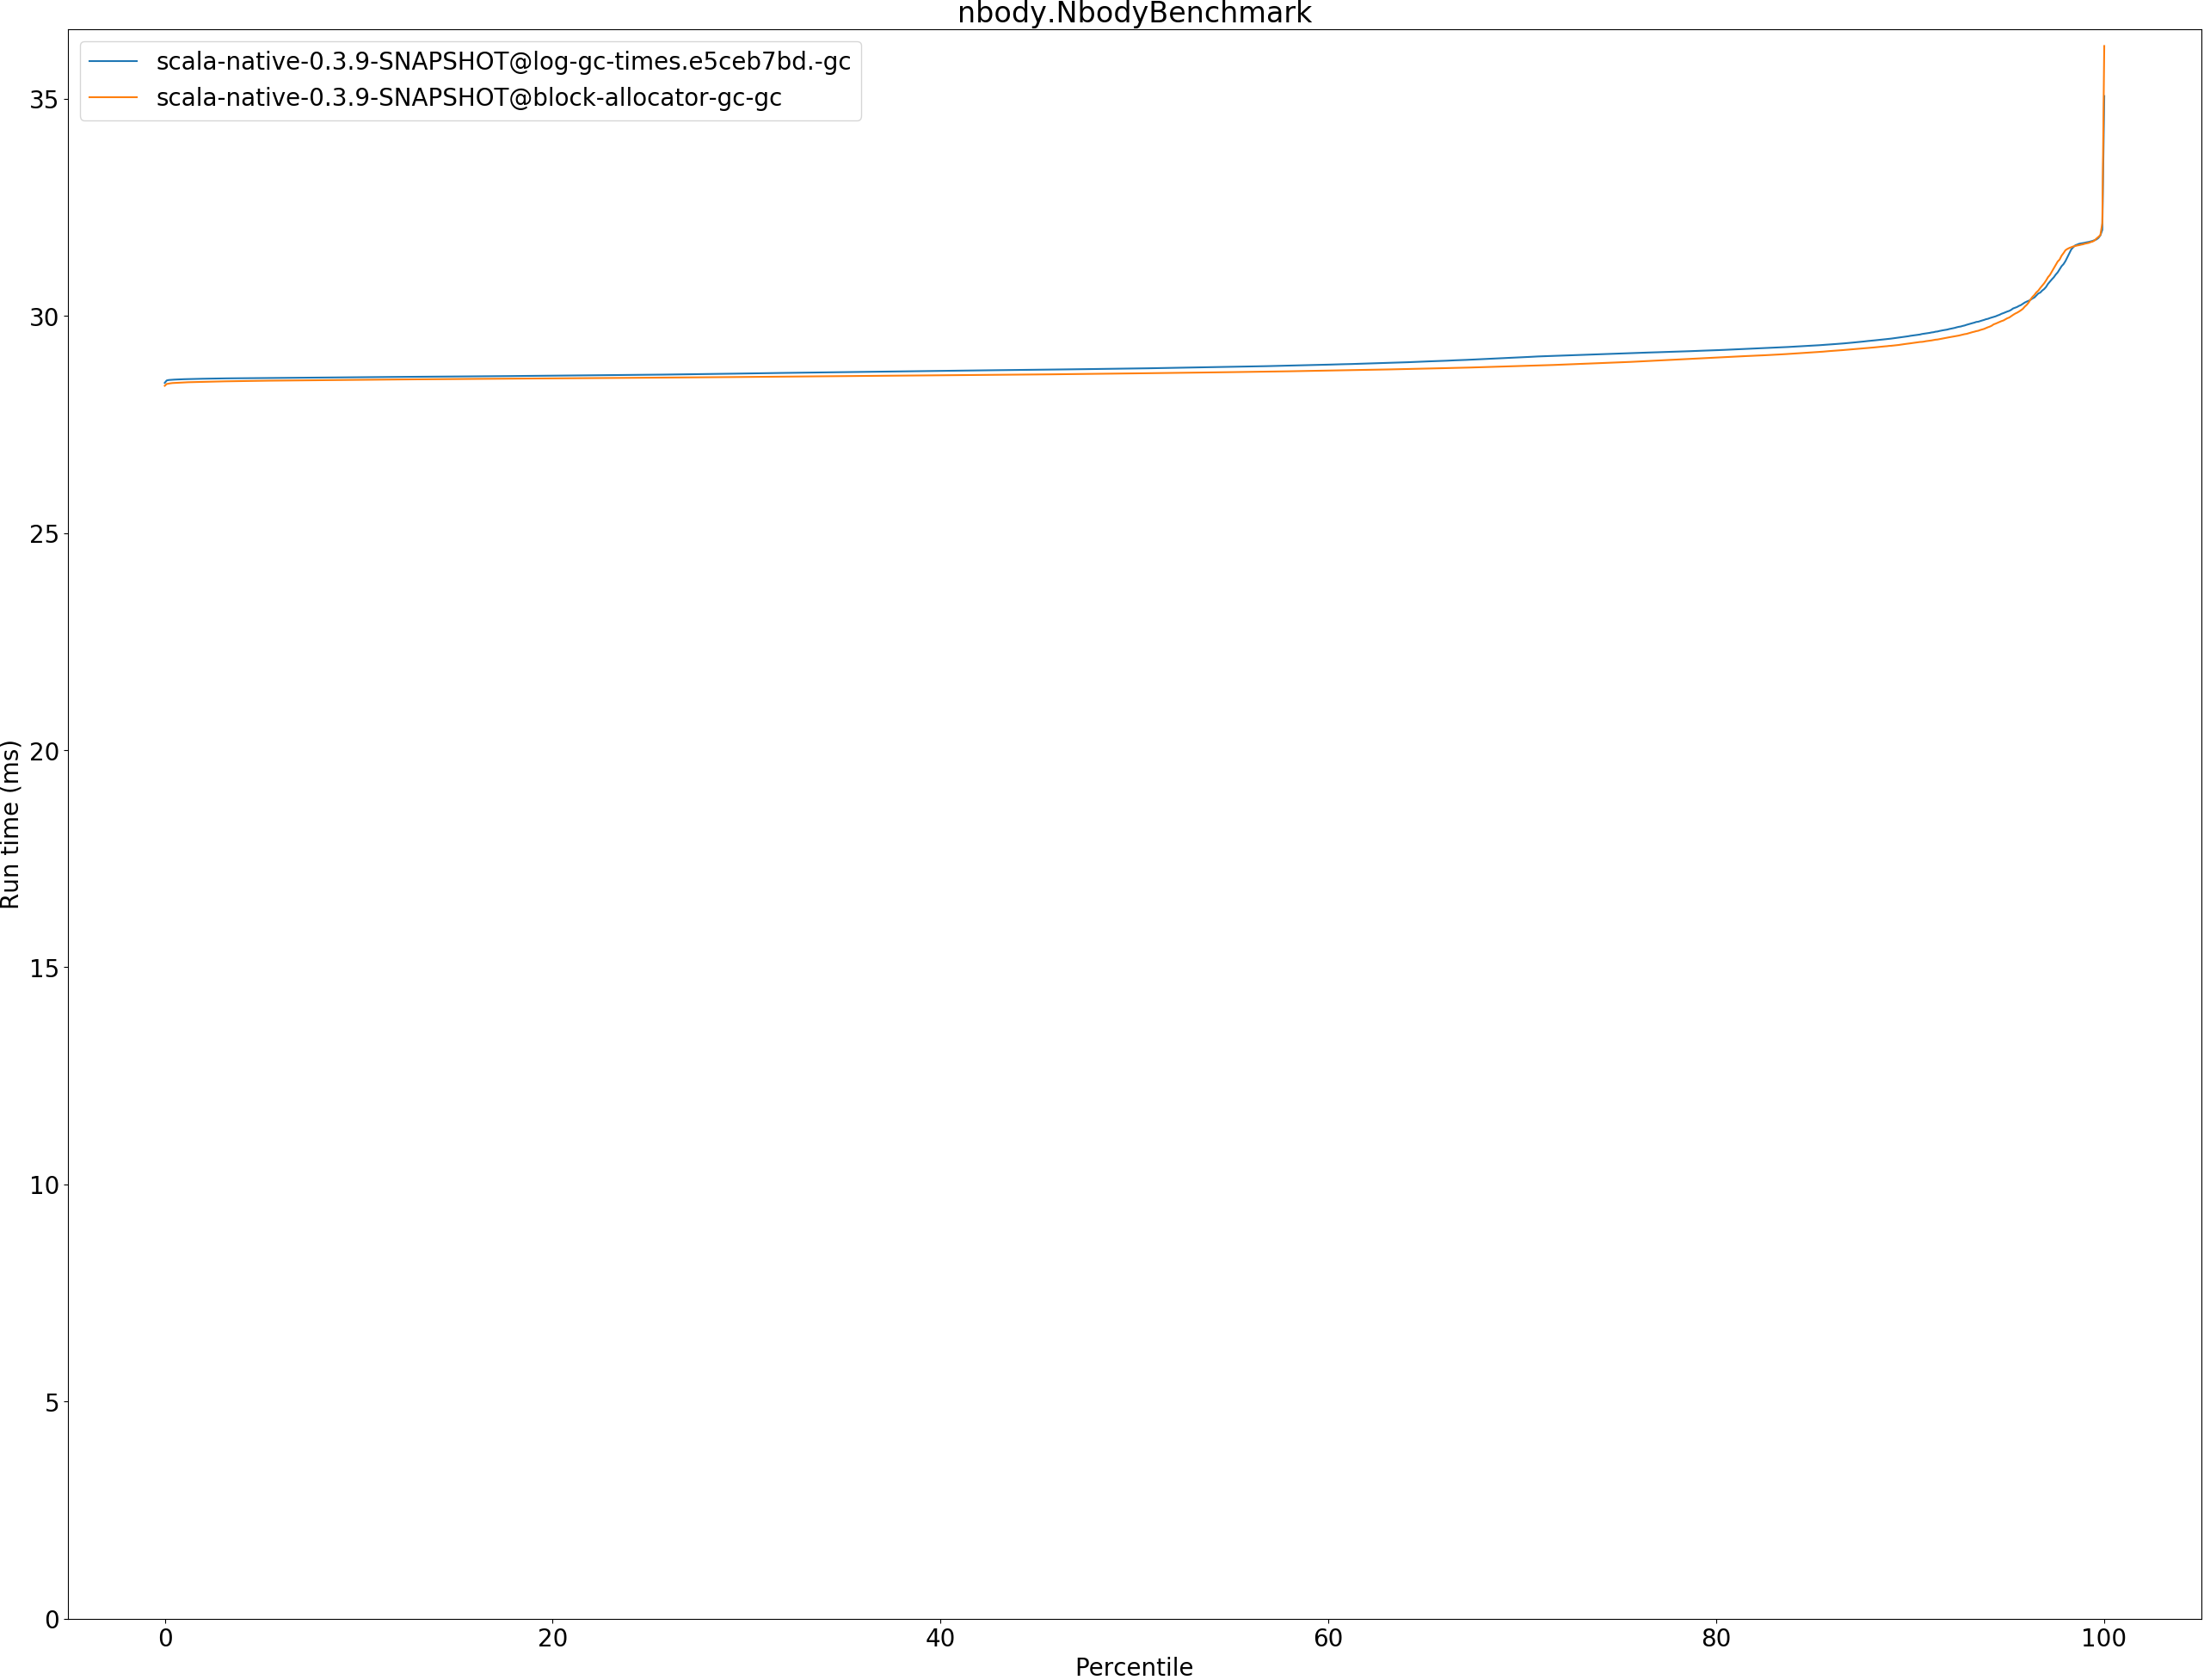 nbody.NbodyBenchmark
scala-native-0.3.9-SNAPSHOT@log-gc-times.e5ceb7bd.-gc
scala-native-0.3.9-SNAPSHOT@block-allocator-gc-gc
35
30
25
20
15
10
5
0
Run time (ms)
0 20 40 60 80 100
Percentile